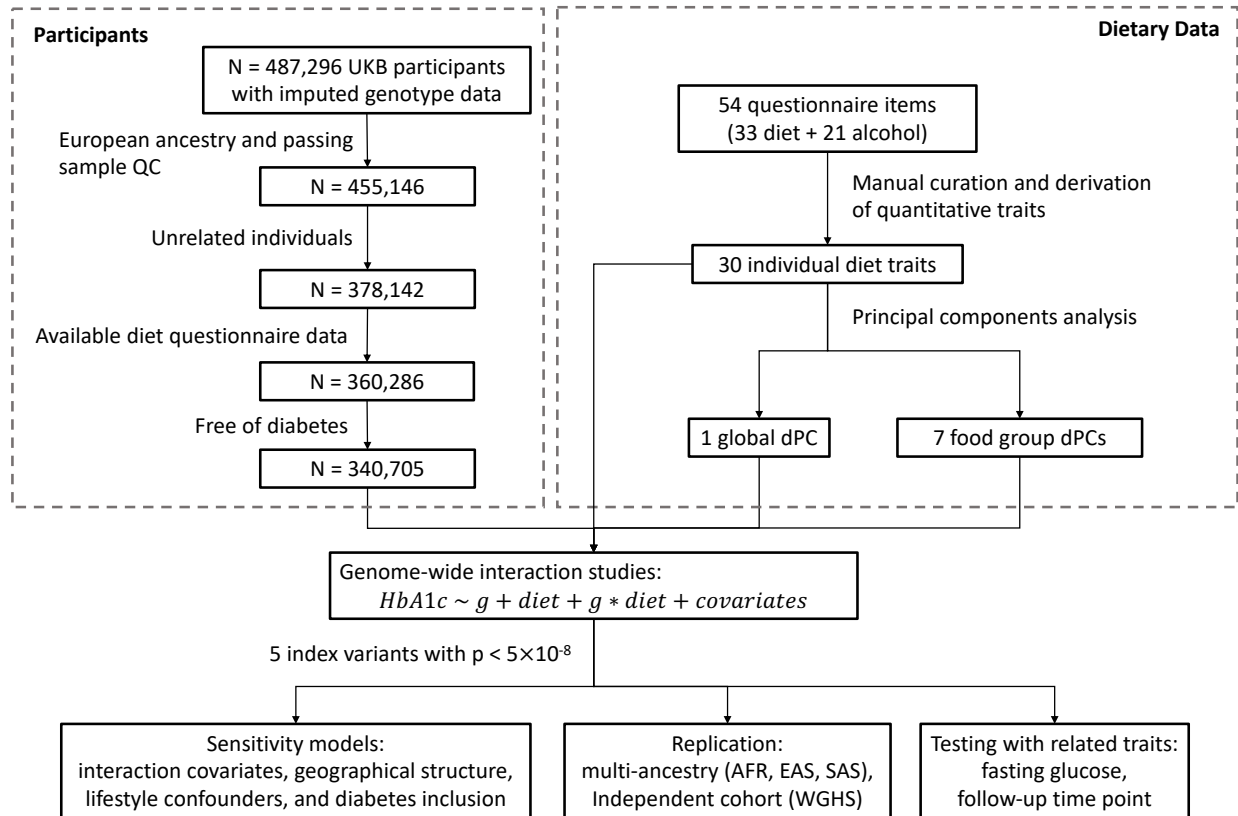 Participants
N = 487,296 UKB participants
with imputed genotype data
European ancestry and passing
sample QC
N = 455,146
Unrelated individuals
N = 378,142
Available diet questionnaire data
N = 360,286
Free of diabetes
N = 340,705
Dietary Data
54 questionnaire items
(33 diet + 21 alcohol)
Manual curation and derivation
of quantitative traits
30 individual diet traits
Principal components analysis
1 global dPC
7 food group dPCs
Genome-wide interaction studies:
HbA1c ~ g + diet + g * diet + covariates
5 index variants with p < 5×10⁻⁸
Sensitivity models:
interaction covariates, geographical structure,
lifestyle confounders, and diabetes inclusion
Replication:
multi-ancestry (AFR, EAS, SAS),
Independent cohort (WGHS)
Testing with related traits:
fasting glucose,
follow-up time point